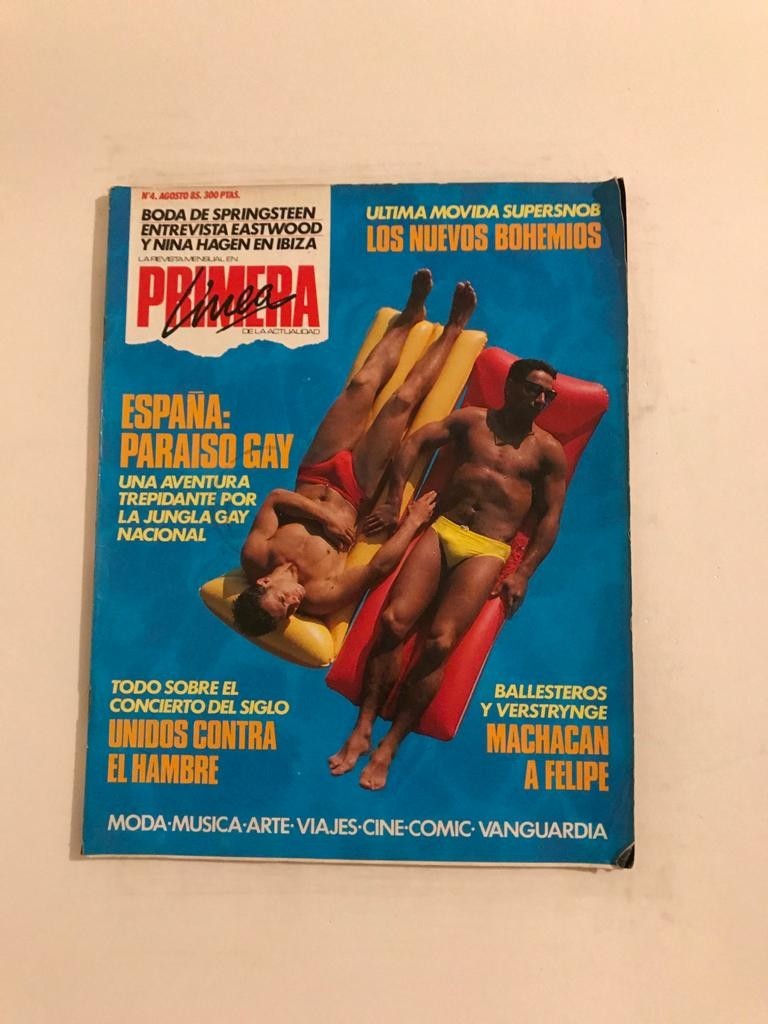 Nº4. AGOSTO 85. 300 PTAS.
BODA DE SPRINGSTEEN
ENTREVISTA EASTWOOD
Y NINA HAGEN EN IBIZA
LA REVISTA MENSUAL EN
PRIMERA
Línea
DE LA ACTUALIDAD
ULTIMA MOVIDA SUPERSNOB
LOS NUEVOS BOHEMIOS
ESPAÑA:
PARAISO GAY
UNA AVENTURA
TREPIDANTE POR
LA JUNGLA GAY
NACIONAL
TODO SOBRE EL
CONCIERTO DEL SIGLO
UNIDOS CONTRA
EL HAMBRE
BALLESTEROS
Y VERSTRYNGE
MACHACAN
A FELIPE
MODA·MUSICA·ARTE·VIAJES·CINE·COMIC·VANGUARDIA